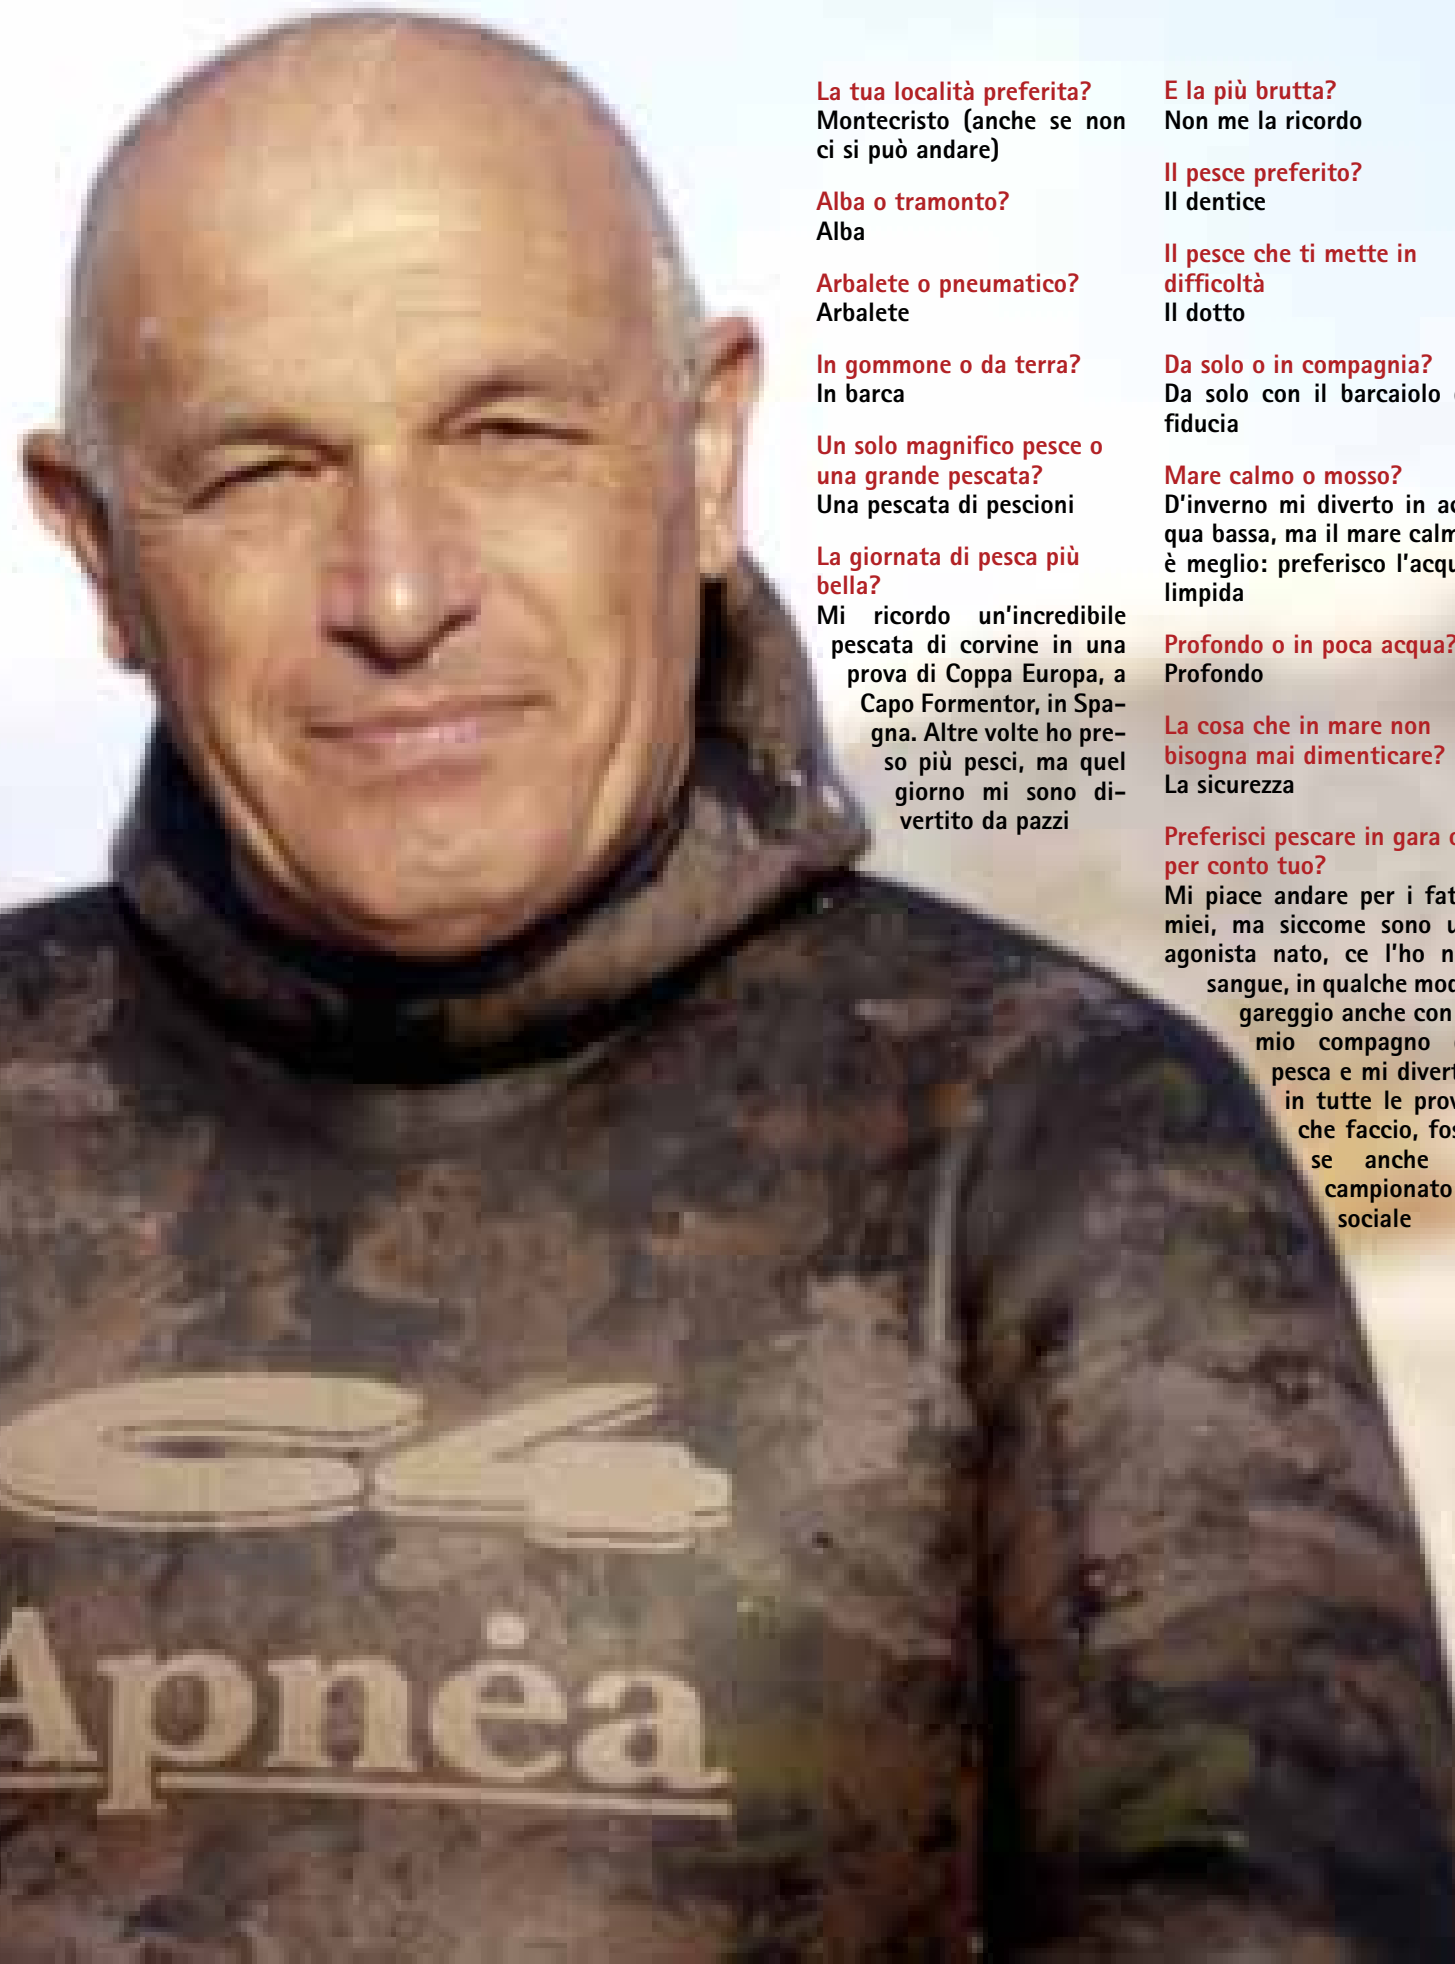 La tua località preferita?
Montecristo (anche se non
ci si può andare)
Alba o tramonto?
Alba
Arbalete o pneumatico?
Arbalete
In gommone o da terra?
In barca
Un solo magnifico pesce o
una grande pescata?
Una pescata di pescioni
La giornata di pesca più
bella?
Mi ricordo un'incredibile
pescata di corvine in una
prova di Coppa Europa, a
Capo Formentor, in Spa-
gna. Altre volte ho pre-
so più pesci, ma quel
giorno mi sono di-
vertito da pazzi
E la più brutta?
Non me la ricordo
Il pesce preferito?
Il dentice
Il pesce che ti mette in
difficoltà
Il dotto
Da solo o in compagnia?
Da solo con il barcaiolo
fiducia
Mare calmo o mosso?
D'inverno mi diverto in
qua bassa, ma il mare
è meglio: preferisco
limpida
Profondo o in poca acqua?
Profondo
La cosa che in mare non
bisogna mai dimenticare?
La sicurezza
Preferisci pescare in gara
per conto tuo?
Mi piace andare per i
miei, ma siccome sono
agonista nato, ce l'ho
sangue, in qualche
gareggio anche con
mio compagno
pesca e mi
in tutte le
che faccio,
se anche
campionato
sociale
Apnéa